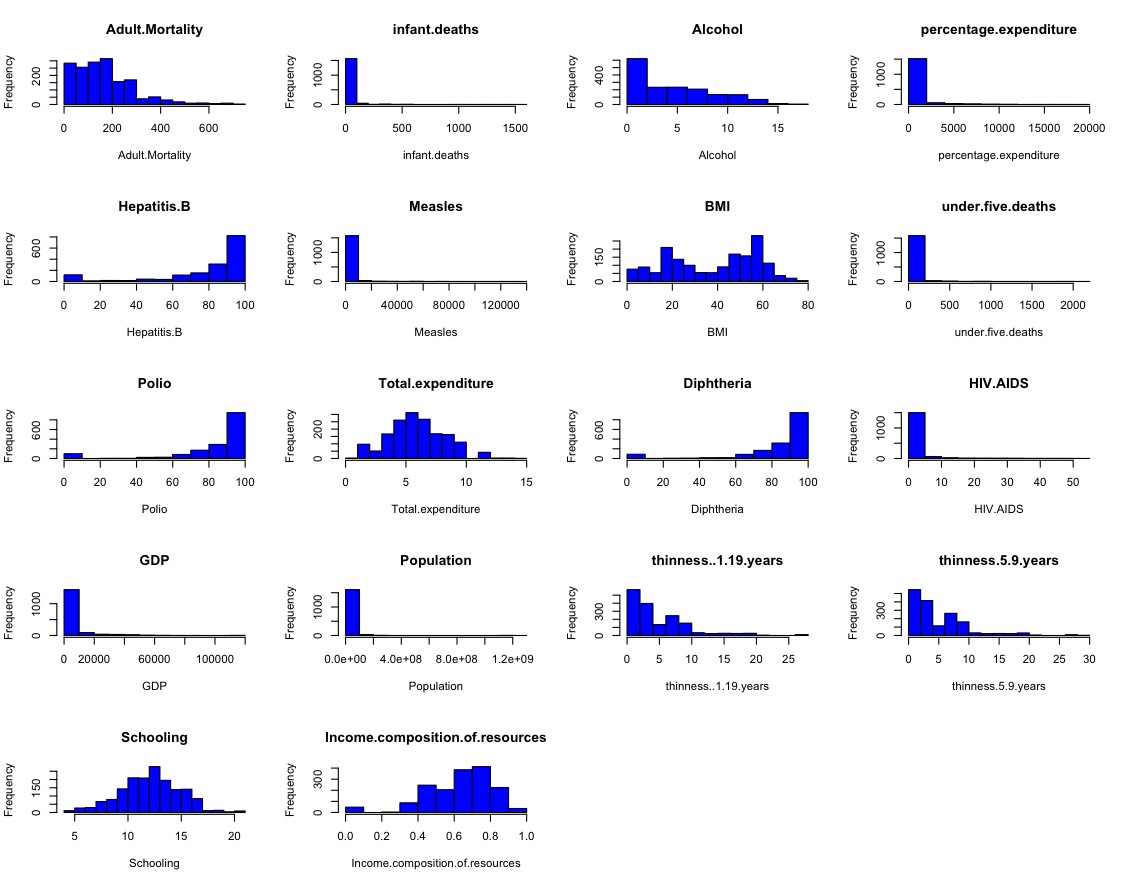 Adult.Mortality
Frequency
0 200
0 200 400 600
Adult.Mortality
infant.deaths
Frequency
0 1000
0 500 1000 1500
infant.deaths
Alcohol
Frequency
0 400
0 5 10 15
Alcohol
percentage.expenditure
Frequency
0 1000
0 5000 10000 15000 20000
percentage.expenditure
Hepatitis.B
Frequency
0 600
0 20 40 60 80 100
Hepatitis.B
Measles
Frequency
0 1000
0 40000 80000 120000
Measles
BMI
Frequency
0 150
0 20 40 60 80
BMI
under.five.deaths
Frequency
0 1000
0 500 1000 1500 2000
under.five.deaths
Polio
Frequency
0 600
0 20 40 60 80 100
Polio
Total.expenditure
Frequency
0 200
0 5 10 15
Total.expenditure
Diphtheria
Frequency
0 600
0 20 40 60 80 100
Diphtheria
HIV.AIDS
Frequency
0 1000
0 10 20 30 40 50
HIV.AIDS
GDP
Frequency
0 1000
0 20000 60000 100000
GDP
Population
Frequency
0 1000
0.0e+00 4.0e+08 8.0e+08 1.2e+09
Population
thinness..1.19.years
Frequency
0 300
0 5 10 15 20 25
thinness..1.19.years
thinness.5.9.years
Frequency
0 300
0 5 10 15 20 25 30
thinness.5.9.years
Schooling
Frequency
0 150
5 10 15 20
Schooling
Income.composition.of.resources
Frequency
0 300
0.0 0.2 0.4 0.6 0.8 1.0
Income.composition.of.resources